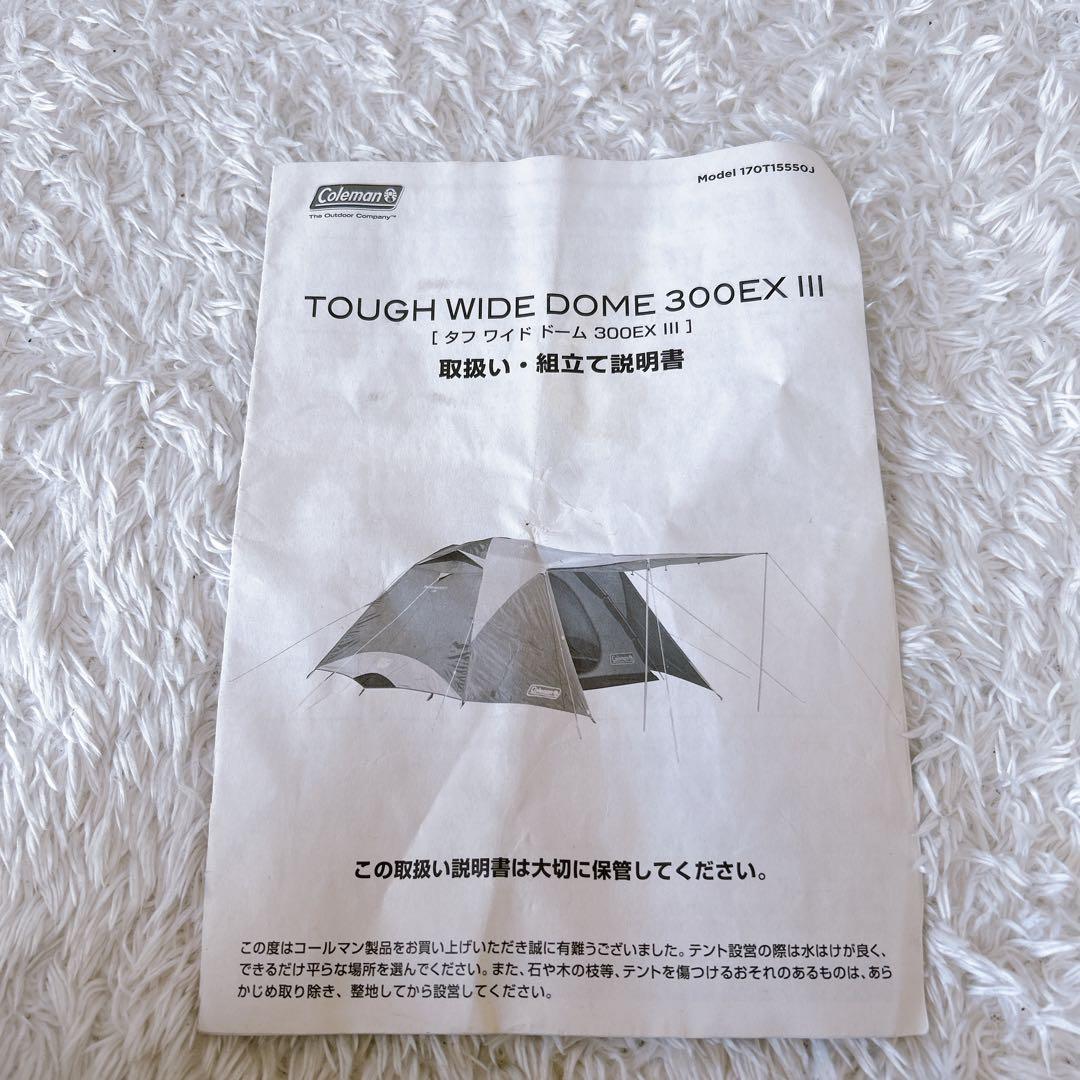 Coleman
The Outdoor Company™
Model 170T15550J
TOUGH WIDE DOME 300EX III
[ タフ ワイド ドーム 300EX III ]
取扱い・組立て説明書
Coleman
Coleman
この取扱い説明書は大切に保管してください。
この度はコールマン製品をお買い上げいただき誠に有難うございました。テント設営の際は水はけが良く、
できるだけ平らな場所を選んでください。また、石や木の枝等、テントを傷つけるおそれのあるものは、あら
かじめ取り除き、整地してから設営してください。